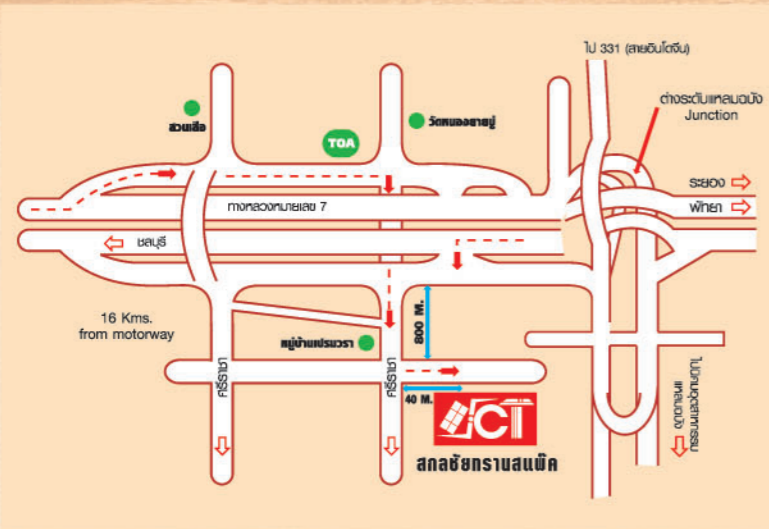 ไป 331 (สายอินโดจีน)
ต่างระดับแหลมฉบัง
Junction
สวนเสือ
วัดหนองยายบู่
TOA
ระยอง
พัทยา
ทางหลวงหมายเลข 7
ชลบุรี
16 Kms.
from motorway
หมู่บ้านเปรมวรา
800 M.
ศรีราชา
ศรีราชา
40 M.
CT
สกลชัยทรานสแพ็ค
ไปนิคมอุตสาหกรรม
แหลมฉบัง